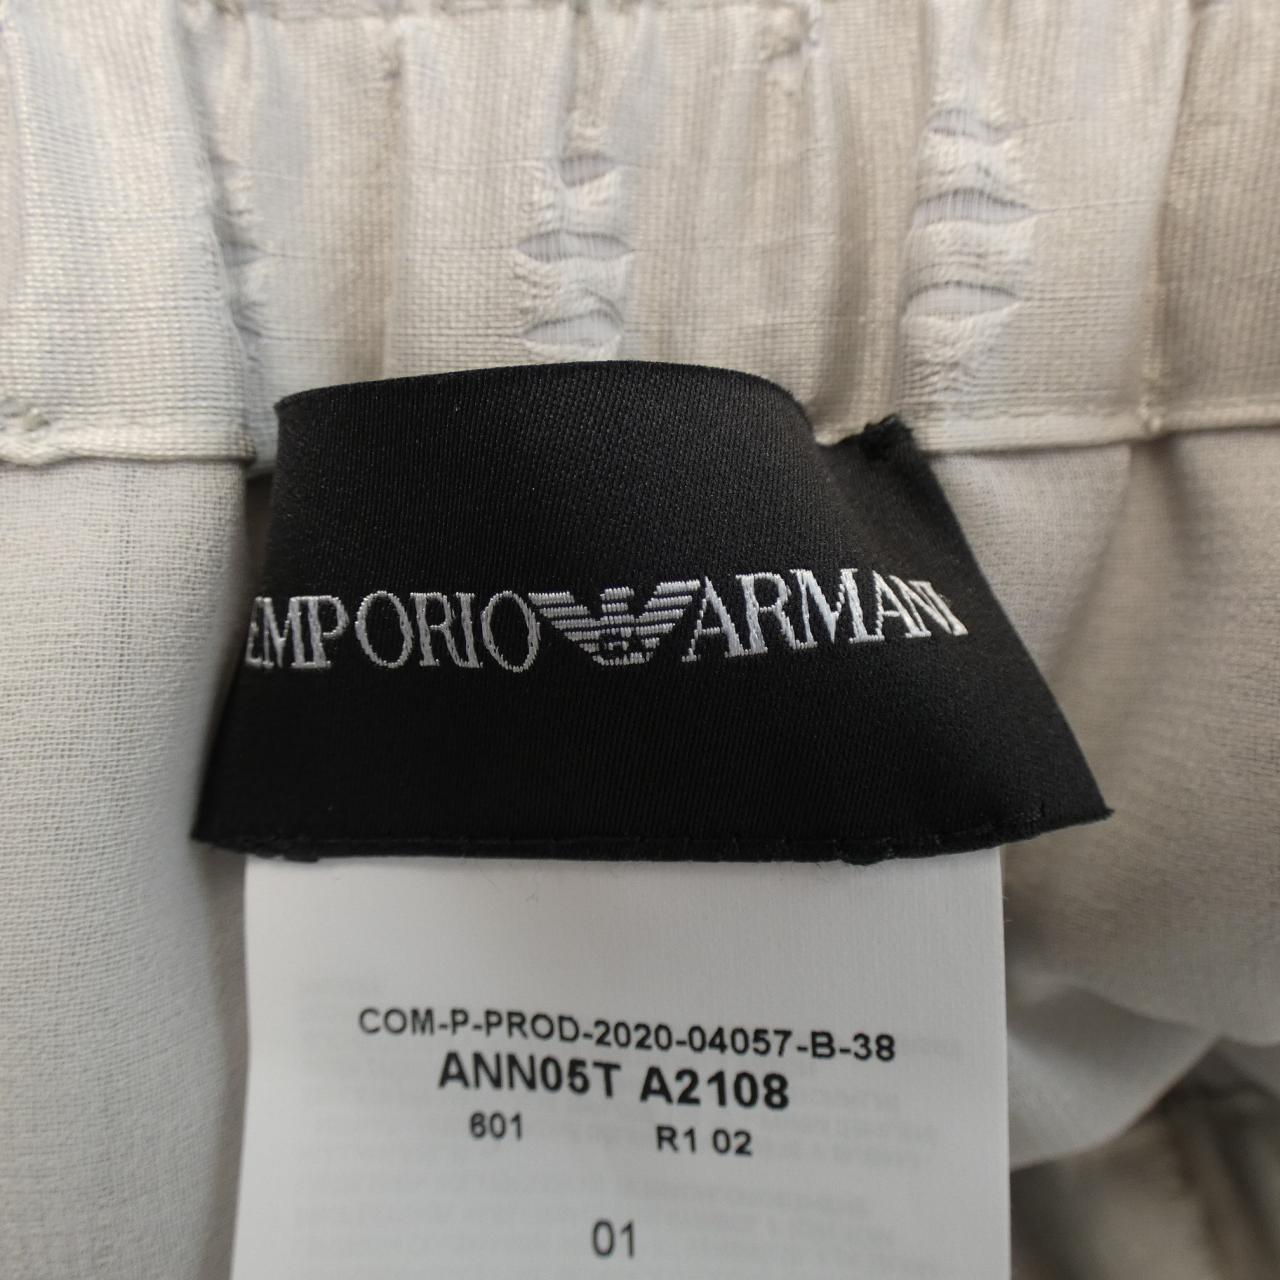 EMPORIO ARMANI
COM-P-PROD-2020-04057-B-38
ANN05T A2108
601 R1 02
01